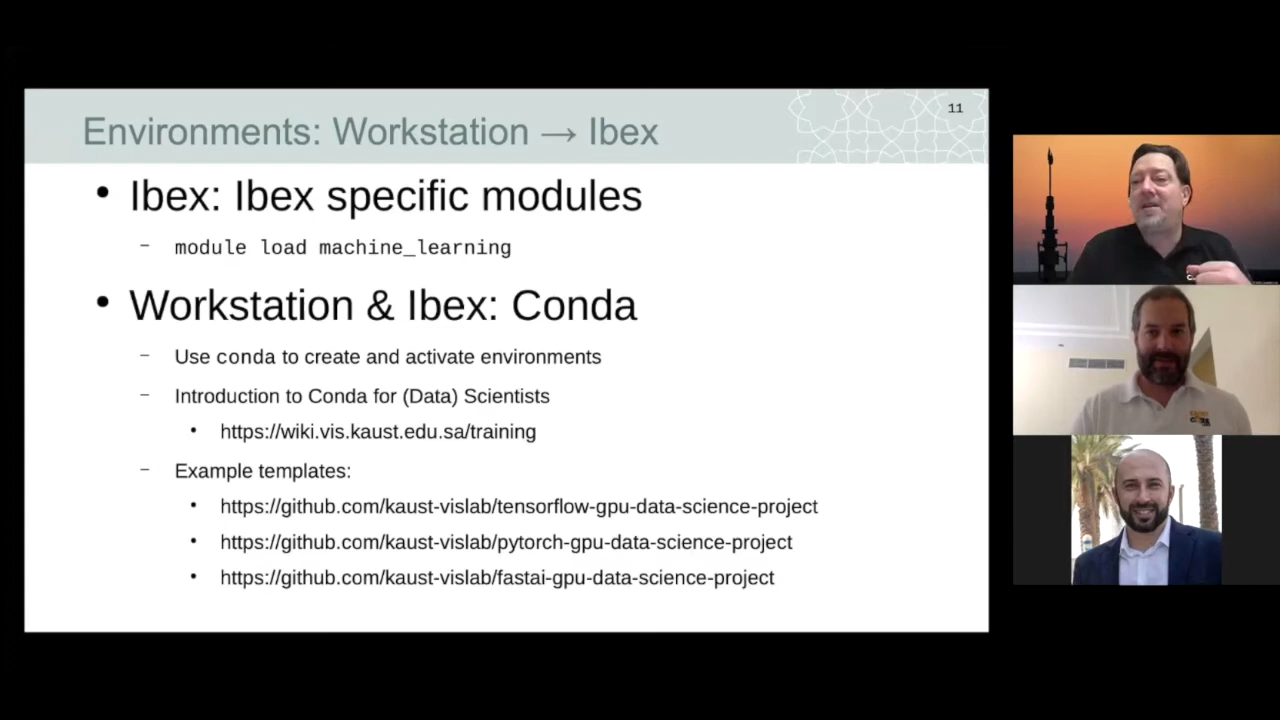 11
Environments: Workstation → Ibex
• Ibex: Ibex specific modules
– module load machine_learning
• Workstation & Ibex: Conda
– Use conda to create and activate environments
– Introduction to Conda for (Data) Scientists
• https://wiki.vis.kaust.edu.sa/training
– Example templates:
• https://github.com/kaust-vislab/tensorflow-gpu-data-science-project
• https://github.com/kaust-vislab/pytorch-gpu-data-science-project
• https://github.com/kaust-vislab/fastai-gpu-data-science-project